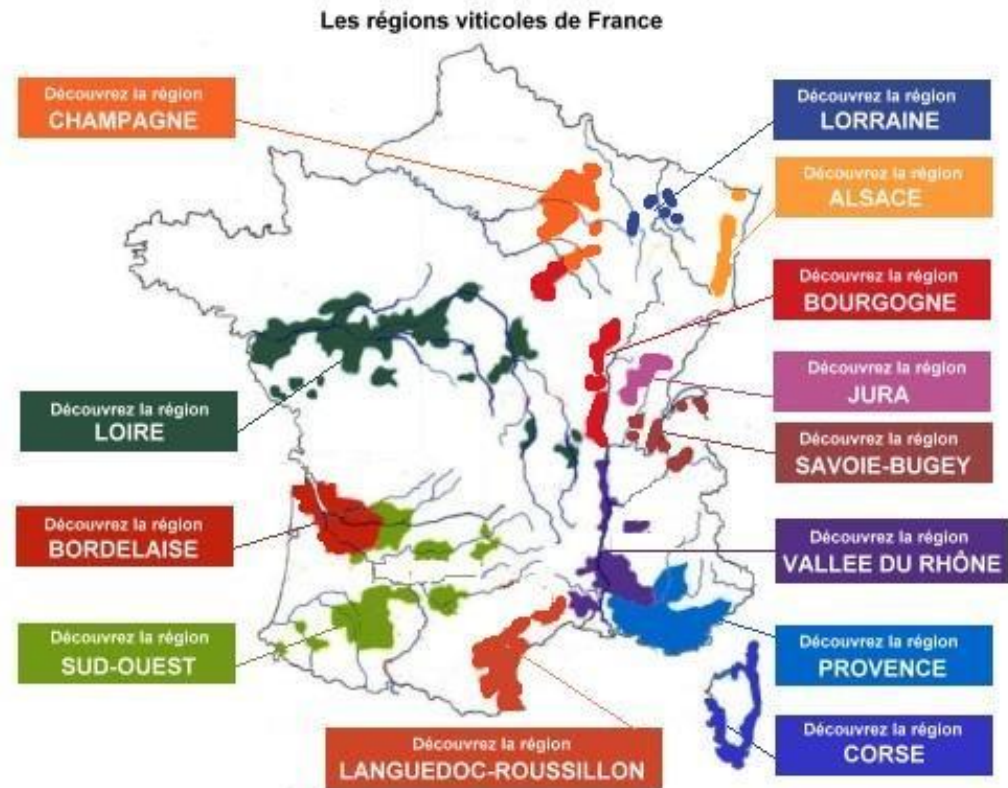 Les régions viticoles de France
Découvrez la région
CHAMPAGNE
Découvrez la région
LORRAINE
Découvrez la région
ALSACE
Découvrez la région
BOURGOGNE
Découvrez la région
JURA
Découvrez la région
LOIRE
Découvrez la région
SAVOIE-BUGEY
Découvrez la région
BORDELAISE
Découvrez la région
VALLEE DU RHÔNE
Découvrez la région
SUD-OUEST
Découvrez la région
PROVENCE
Découvrez la région
CORSE
Découvrez la région
LANGUEDOC-ROUSSILLON